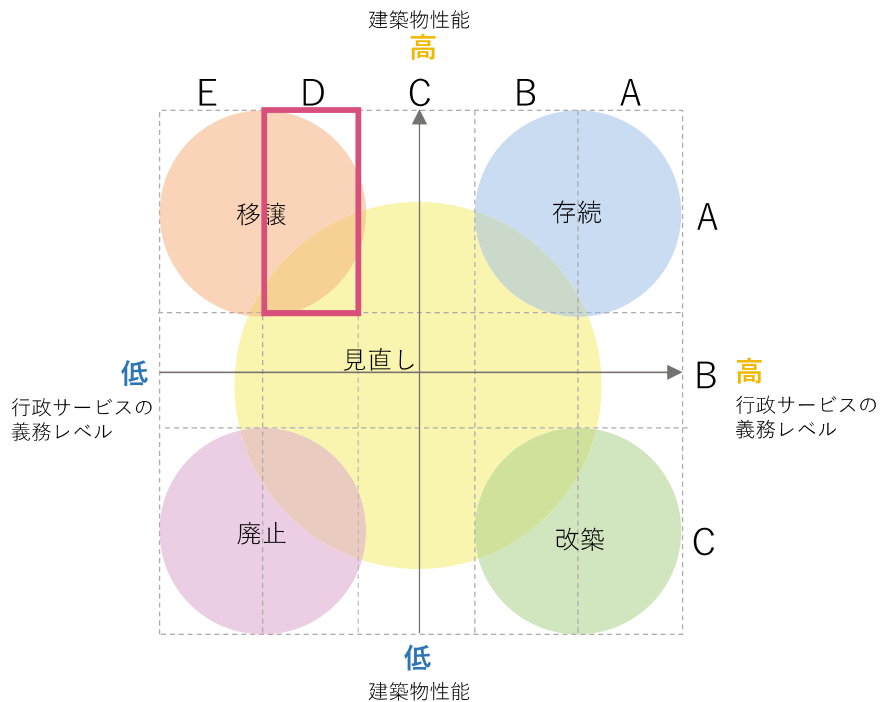 建築物性能
高
E D C B A
移譲
存続
A
見直し
低
行政サービスの
義務レベル
B
高
行政サービスの
義務レベル
廃止
改築
C
低
建築物性能